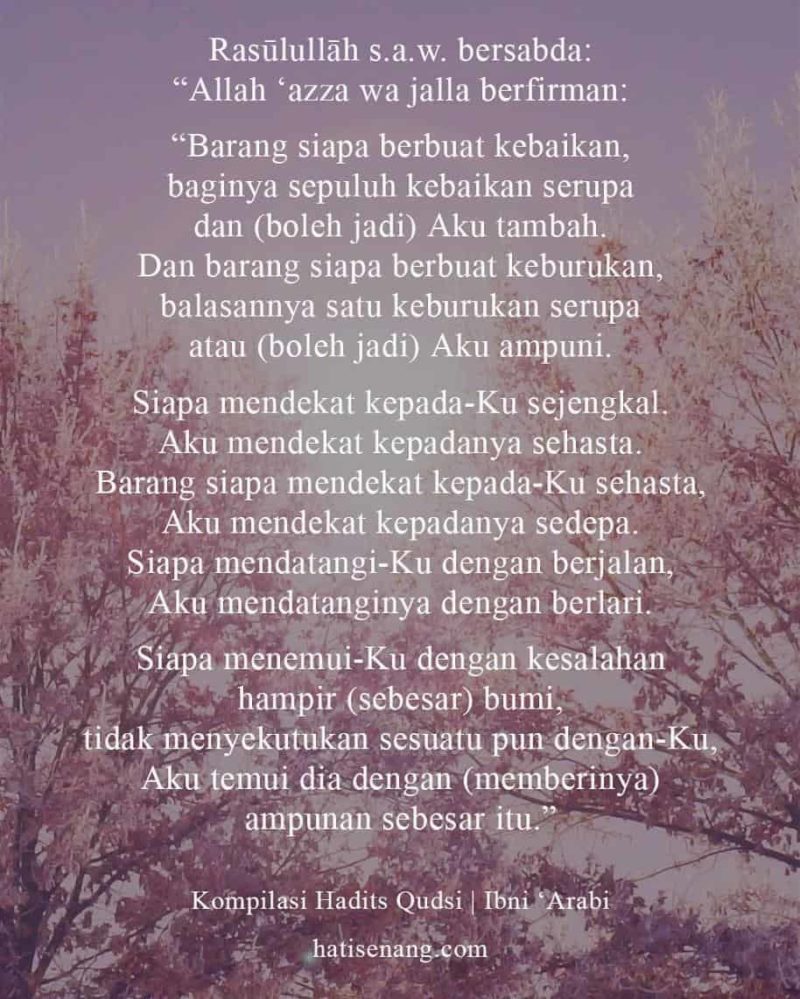 Rasūlullāh s.a.w. bersabda:
“Allah ‘azza wa jalla berfirman:
“Barang siapa berbuat kebaikan,
baginya sepuluh kebaikan serupa
dan (boleh jadi) Aku tambah.
Dan barang siapa berbuat keburukan,
balasannya satu keburukan serupa
atau (boleh jadi) Aku ampuni.
Siapa mendekat kepada-Ku sejengkal.
Aku mendekat kepadanya sehasta.
Barang siapa mendekat kepada-Ku sehasta,
Aku mendekat kepadanya sedepa.
Siapa mendatangi-Ku dengan berjalan,
Aku mendatanginya dengan berlari.
Siapa menemui-Ku dengan kesalahan
hampir (sebesar) bumi,
tidak menyekutukan sesuatu pun dengan-Ku,
Aku temui dia dengan (memberinya)
ampunan sebesar itu.”
Kompilasi Hadits Qudsi | Ibni ‘Arabi
hatisenang.com